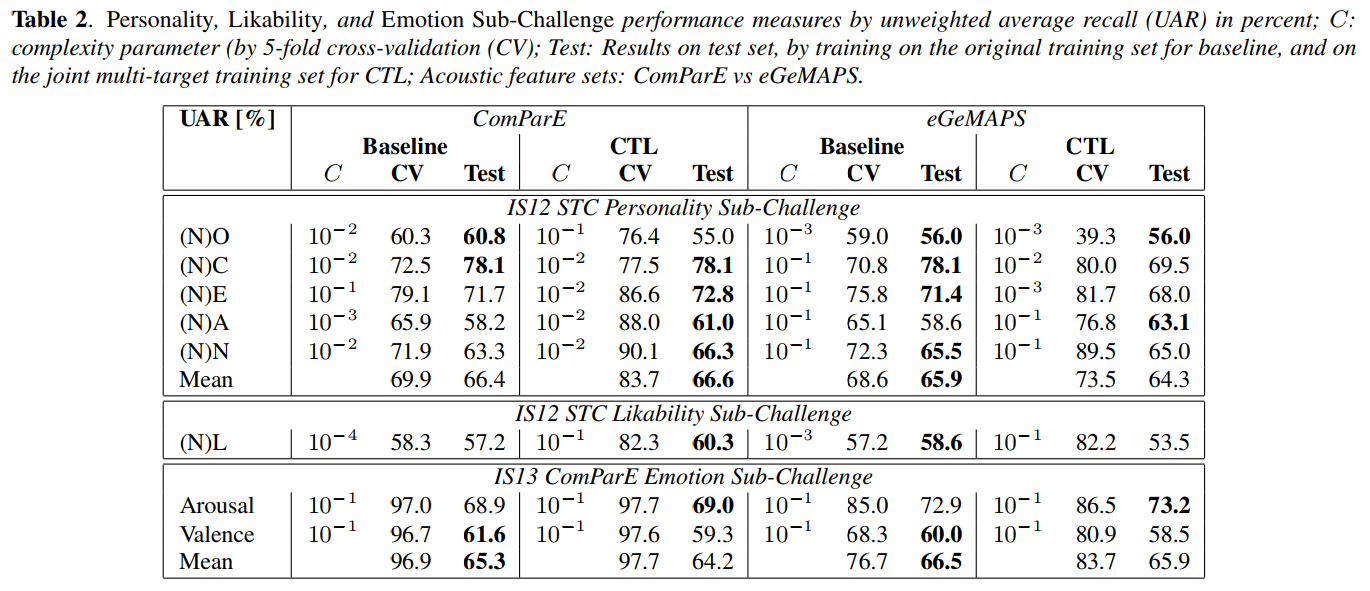 Table 2. Personality, Likability, and Emotion Sub-Challenge performance measures by unweighted average recall (UAR) in percent; C:
complexity parameter (by 5-fold cross-validation (CV); Test: Results on test set, by training on the original training set for baseline, and on
the joint multi-target training set for CTL; Acoustic feature sets: ComParE vs eGeMAPS.
UAR [%] ComParE eGeMAPS
Baseline CTL Baseline CTL
C CV Test C CV Test C CV Test C CV Test
IS12 STC Personality Sub-Challenge
(N)O 10⁻² 60.3 60.8 10⁻¹ 76.4 55.0 10⁻³ 59.0 56.0 10⁻³ 39.3 56.0
(N)C 10⁻² 72.5 78.1 10⁻² 77.5 78.1 10⁻¹ 70.8 78.1 10⁻² 80.0 69.5
(N)E 10⁻¹ 79.1 71.7 10⁻² 86.6 72.8 10⁻¹ 75.8 71.4 10⁻³ 81.7 68.0
(N)A 10⁻³ 65.9 58.2 10⁻² 88.0 61.0 10⁻¹ 65.1 58.6 10⁻¹ 76.8 63.1
(N)N 10⁻² 71.9 63.3 10⁻² 90.1 66.3 10⁻¹ 72.3 65.5 10⁻¹ 89.5 65.0
Mean 69.9 66.4 83.7 66.6 68.6 65.9 73.5 64.3
IS12 STC Likability Sub-Challenge
(N)L 10⁻⁴ 58.3 57.2 10⁻¹ 82.3 60.3 10⁻³ 57.2 58.6 10⁻¹ 82.2 53.5
IS13 ComParE Emotion Sub-Challenge
Arousal 10⁻¹ 97.0 68.9 10⁻¹ 97.7 69.0 10⁻¹ 85.0 72.9 10⁻¹ 86.5 73.2
Valence 10⁻¹ 96.7 61.6 10⁻¹ 97.6 59.3 10⁻¹ 68.3 60.0 10⁻¹ 80.9 58.5
Mean 96.9 65.3 97.7 64.2 76.7 66.5 83.7 65.9